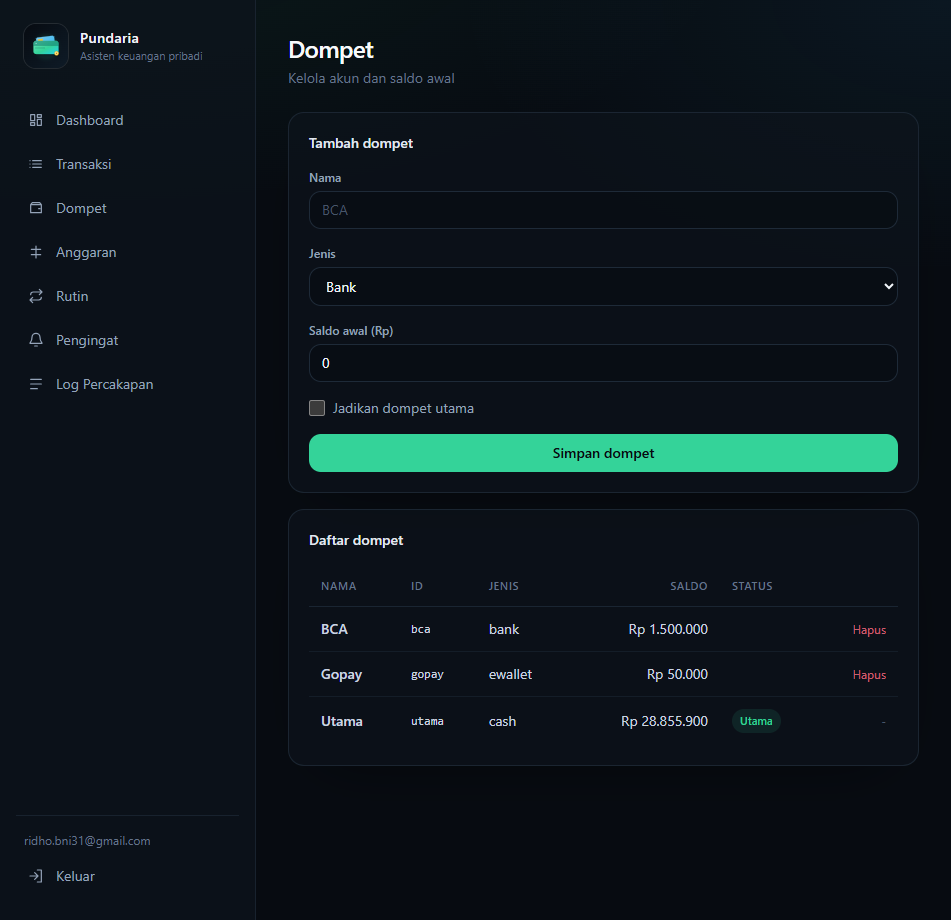 Pundaria
Asisten keuangan pribadi
Dashboard
Transaksi
Dompet
Anggaran
Rutin
Pengingat
Log Percakapan
ridho.bni31@gmail.com
Keluar
Dompet
Kelola akun dan saldo awal
Tambah dompet
Nama
BCA
Jenis
Bank
Saldo awal (Rp)
0
Jadikan dompet utama
Simpan dompet
Daftar dompet
NAMA ID JENIS SALDO STATUS
BCA bca bank Rp 1.500.000 Hapus
Gopay gopay ewallet Rp 50.000 Hapus
Utama utama cash Rp 28.855.900 Utama -